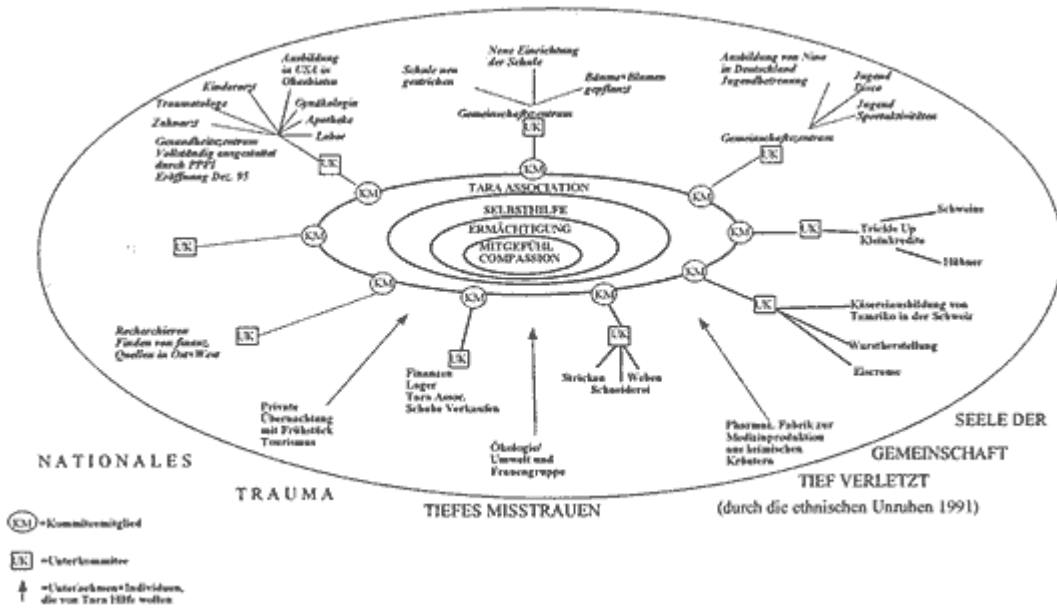 Ausbildung
in USA in
Kinderarzt
Traumatologe
Gynäkologin
Apotheke
Zahnarzt
Labor
Gesundheitszentrum
Vollständig ausgestattet
durch
Eröffnung Dez. 95
UK
KM
Neue Einrichtung
der Schule
Schule neu
gestrichen
Bäume+Blumen
gepflanzt
Gemeinschaftszentrum
UK
KM
Ausbildung von Nino
in Deutschland
Jugendbetreuung
Jugend
Disco
Jugend
Sportaktivitäten
Gemeinschaftszentrum
UK
KM
TARA ASSOCIATION
SELBSTHILFE
ERMÄCHTIGUNG
MITGEFÜHL
COMPASSION
KM
UK
Schweine
Trickle Up
Kleinkredite
Hühner
KM
UK
Käsereiausbildung von
Tamriko in der Schweiz
Wurstherstellung
Eiscreme
UK
KM
KM
UK
Recherchieren
Finden von finanz.
Quellen in Ost+West
KM
UK
Finanzen
Lager
Tara Assoc.
Schuhe Verkaufen
KM
UK
Stricken
Weben
Schneiderei
Private
Übernachtung
mit Frühstück
Tourismus
Ökologie/
Umwelt und
Frauengruppe
Pharmaz. Fabrik zur
Medizinproduktion
aus heimischen
Kräutern
NATIONALES
TRAUMA
TIEFES MISSTRAUEN
SEELE DER
GEMEINSCHAFT
TIEF VERLETZT
(durch die ethnischen Unruhen 1991)
KM =Kommiteemitglied
UK =Unterkommitee
=Unternehmen+Individuen,
die von Tara Hilfe wollen